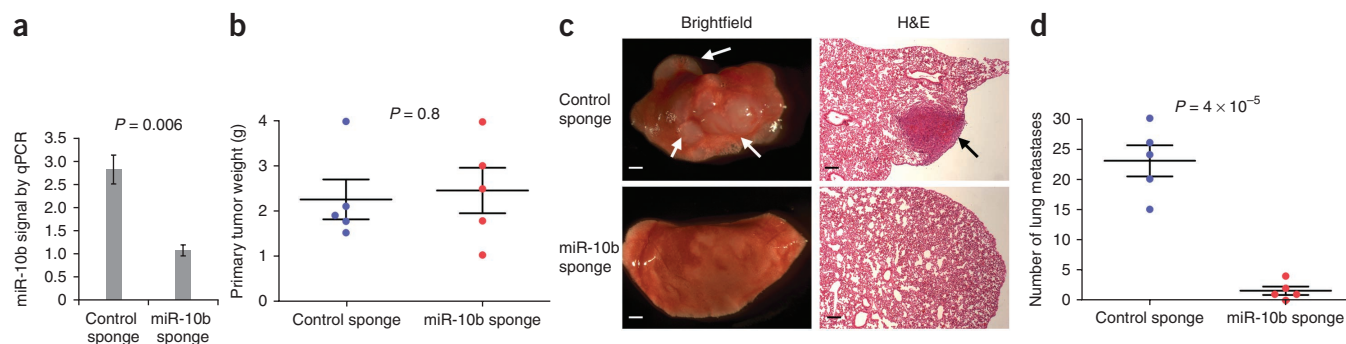 a
miR-10b signal by qPCR
P = 0.006
3.5
3.0
2.5
2.0
1.5
1.0
0.5
0
Control
sponge
miR-10b
sponge
b
Primary tumor weight (g)
P = 0.8
4
3
2
1
0
Control sponge
miR-10b sponge
c
Brightfield
H&E
Control
sponge
miR-10b
sponge
d
Number of lung metastases
P = 4 × 10⁻⁵
30
25
20
15
10
5
0
Control sponge
miR-10b sponge